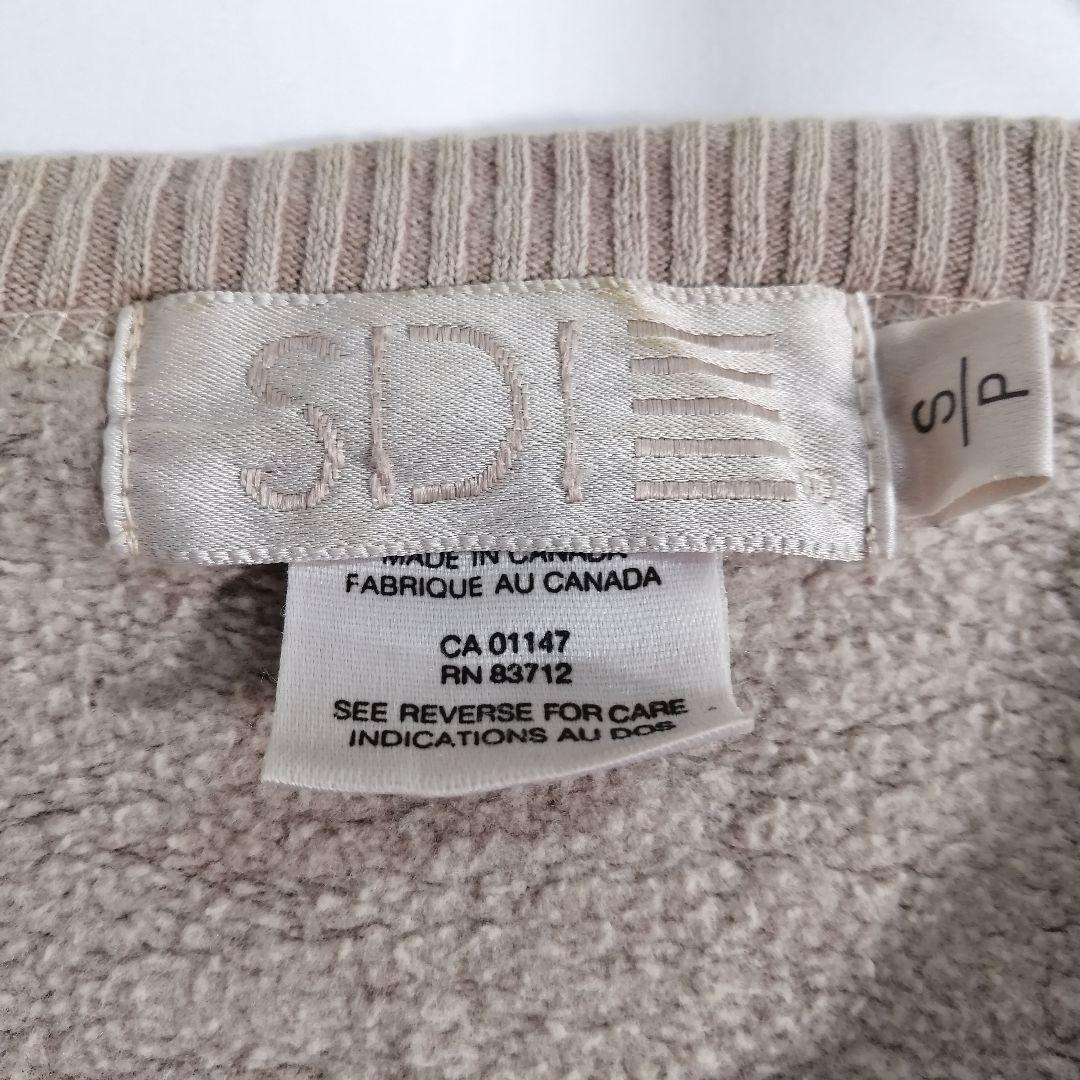 SDI
S/P
MADE IN CANADA
FABRIQUE AU CANADA
CA 01147
RN 83712
SEE REVERSE FOR CARE
INDICATIONS AU DOS